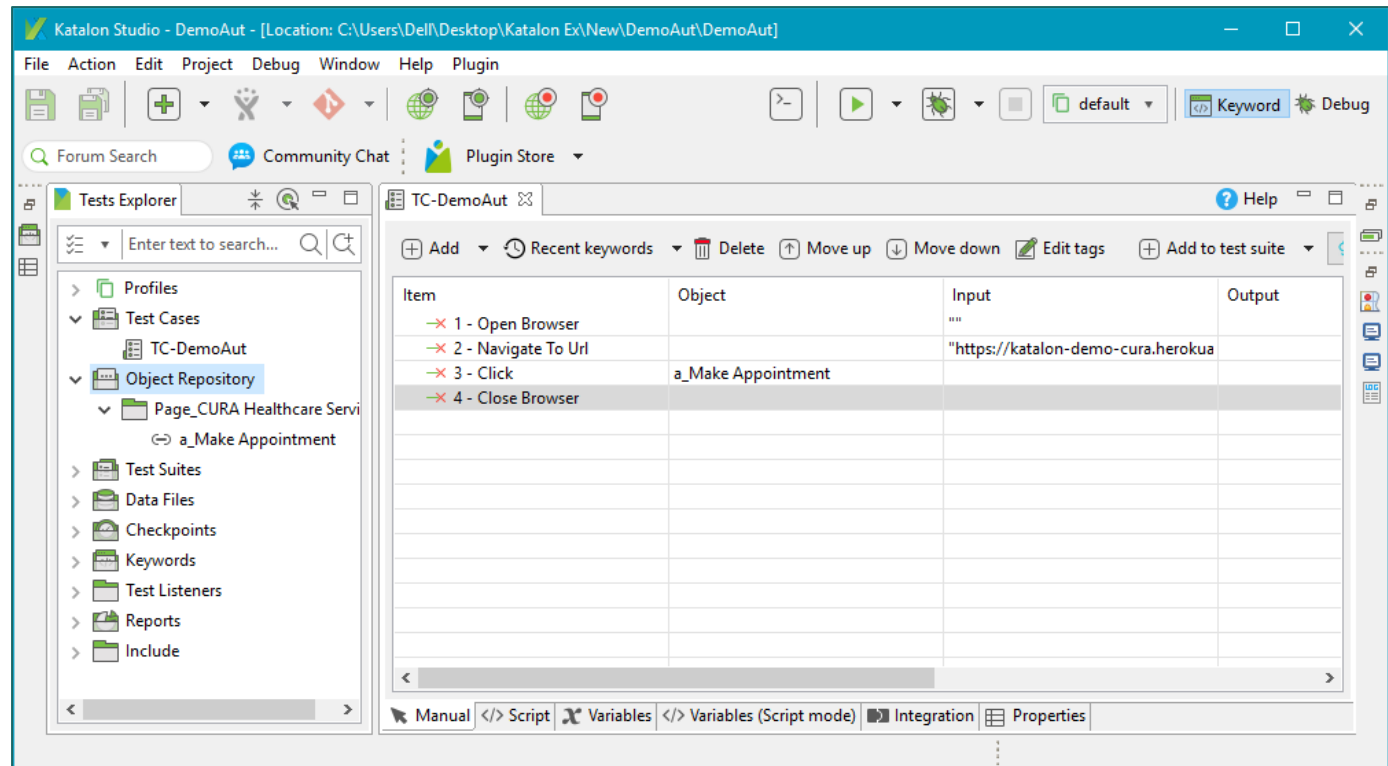 Katalon Studio - DemoAut - [Location: C:\Users\Dell\Desktop\Katalon Ex\New\DemoAut\DemoAut]
File Action Edit Project Debug Window Help Plugin
default Keyword Debug
Forum Search Community Chat Plugin Store
Tests Explorer
Enter text to search...
Profiles
Test Cases
TC-DemoAut
Object Repository
Page_CURA Healthcare Servi
a_Make Appointment
Test Suites
Data Files
Checkpoints
Keywords
Test Listeners
Reports
Include
TC-DemoAut Help
Add Recent keywords Delete Move up Move down Edit tags Add to test suite
Item Object Input Output
1 - Open Browser ""
2 - Navigate To Url "https://katalon-demo-cura.herokua
3 - Click a_Make Appointment
4 - Close Browser
Manual </> Script Variables </> Variables (Script mode) Integration Properties